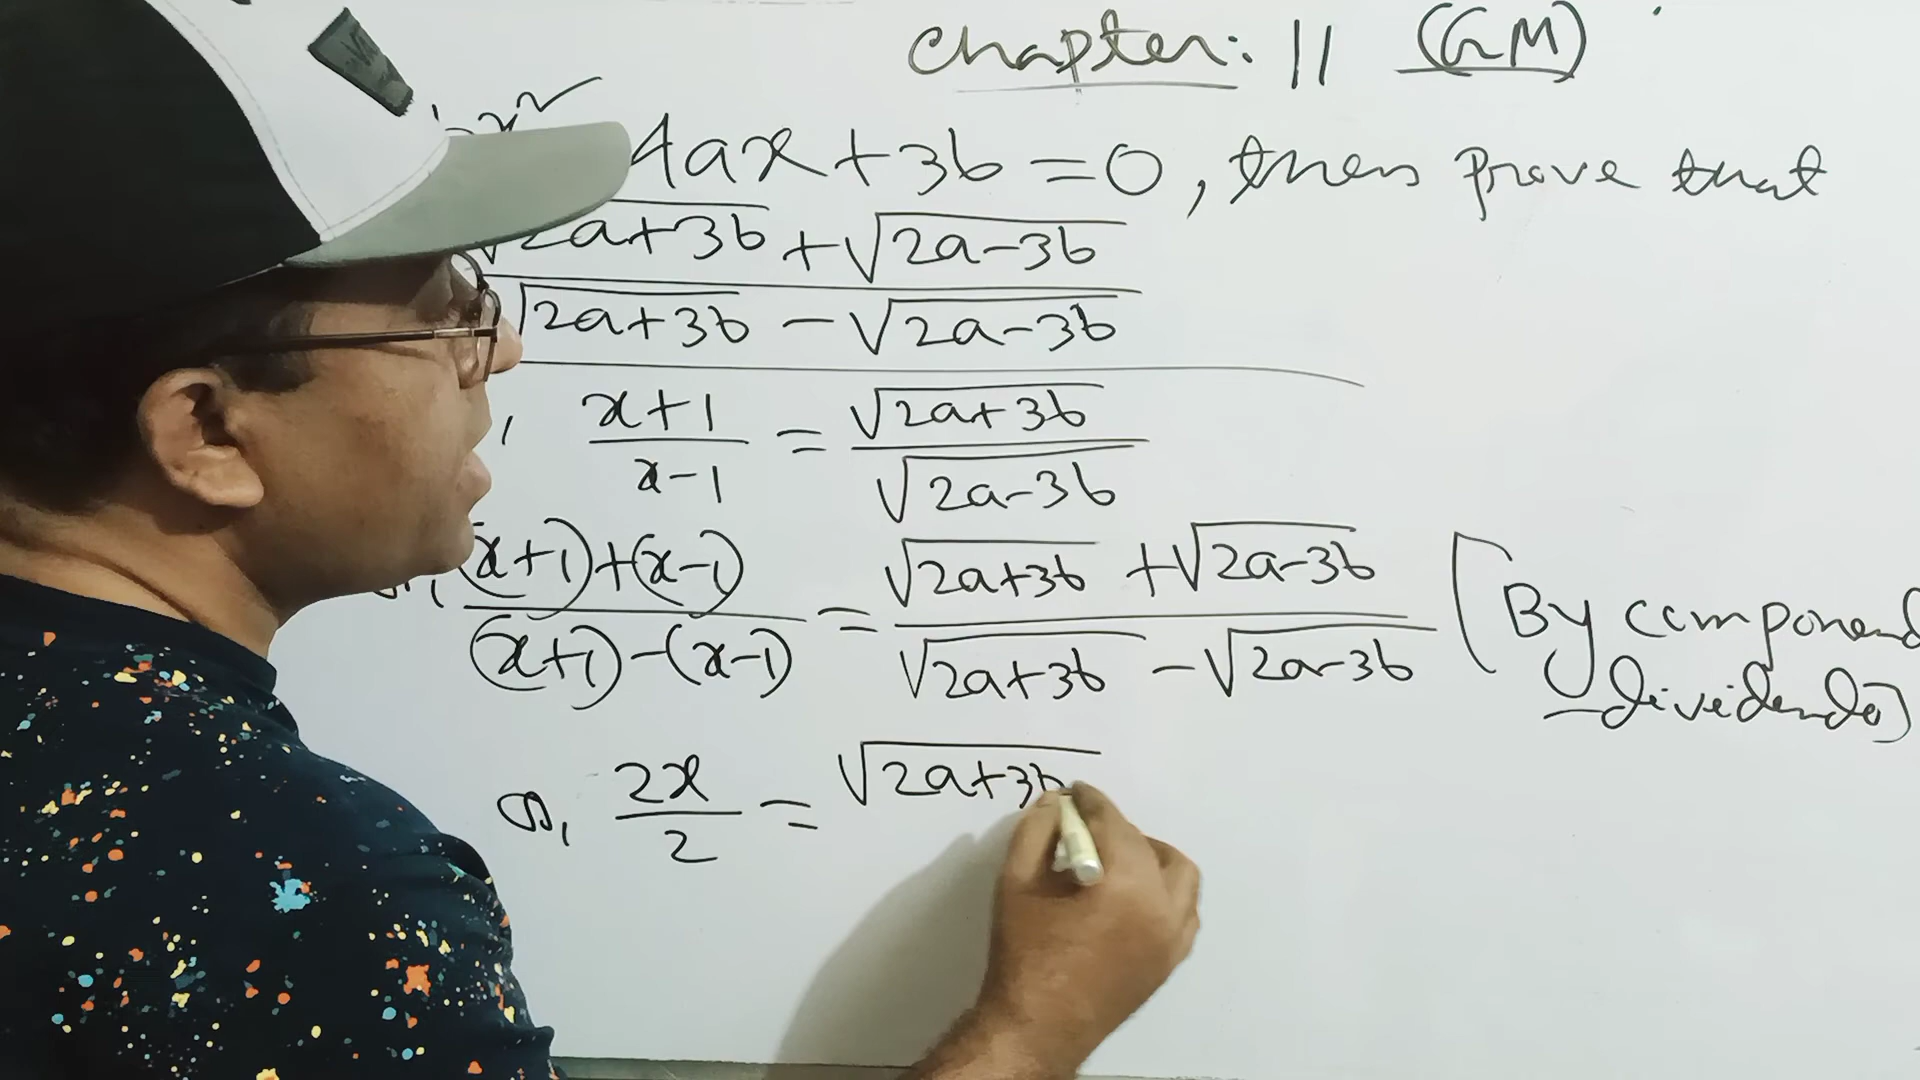 Chapter: 11 (GM)
x² 4ax+3b=0, then prove that
√2a+3b + √2a-3b
√2a+3b - √2a-3b
, x+1/x-1 = √2a+3b/√2a-3b
(x+1)+(x-1)/(x+1)-(x-1) = √2a+3b + √2a-3b/√2a+3b - √2a-3b [By componend
-dividendo]
or, 2x/2 = √2a+3b